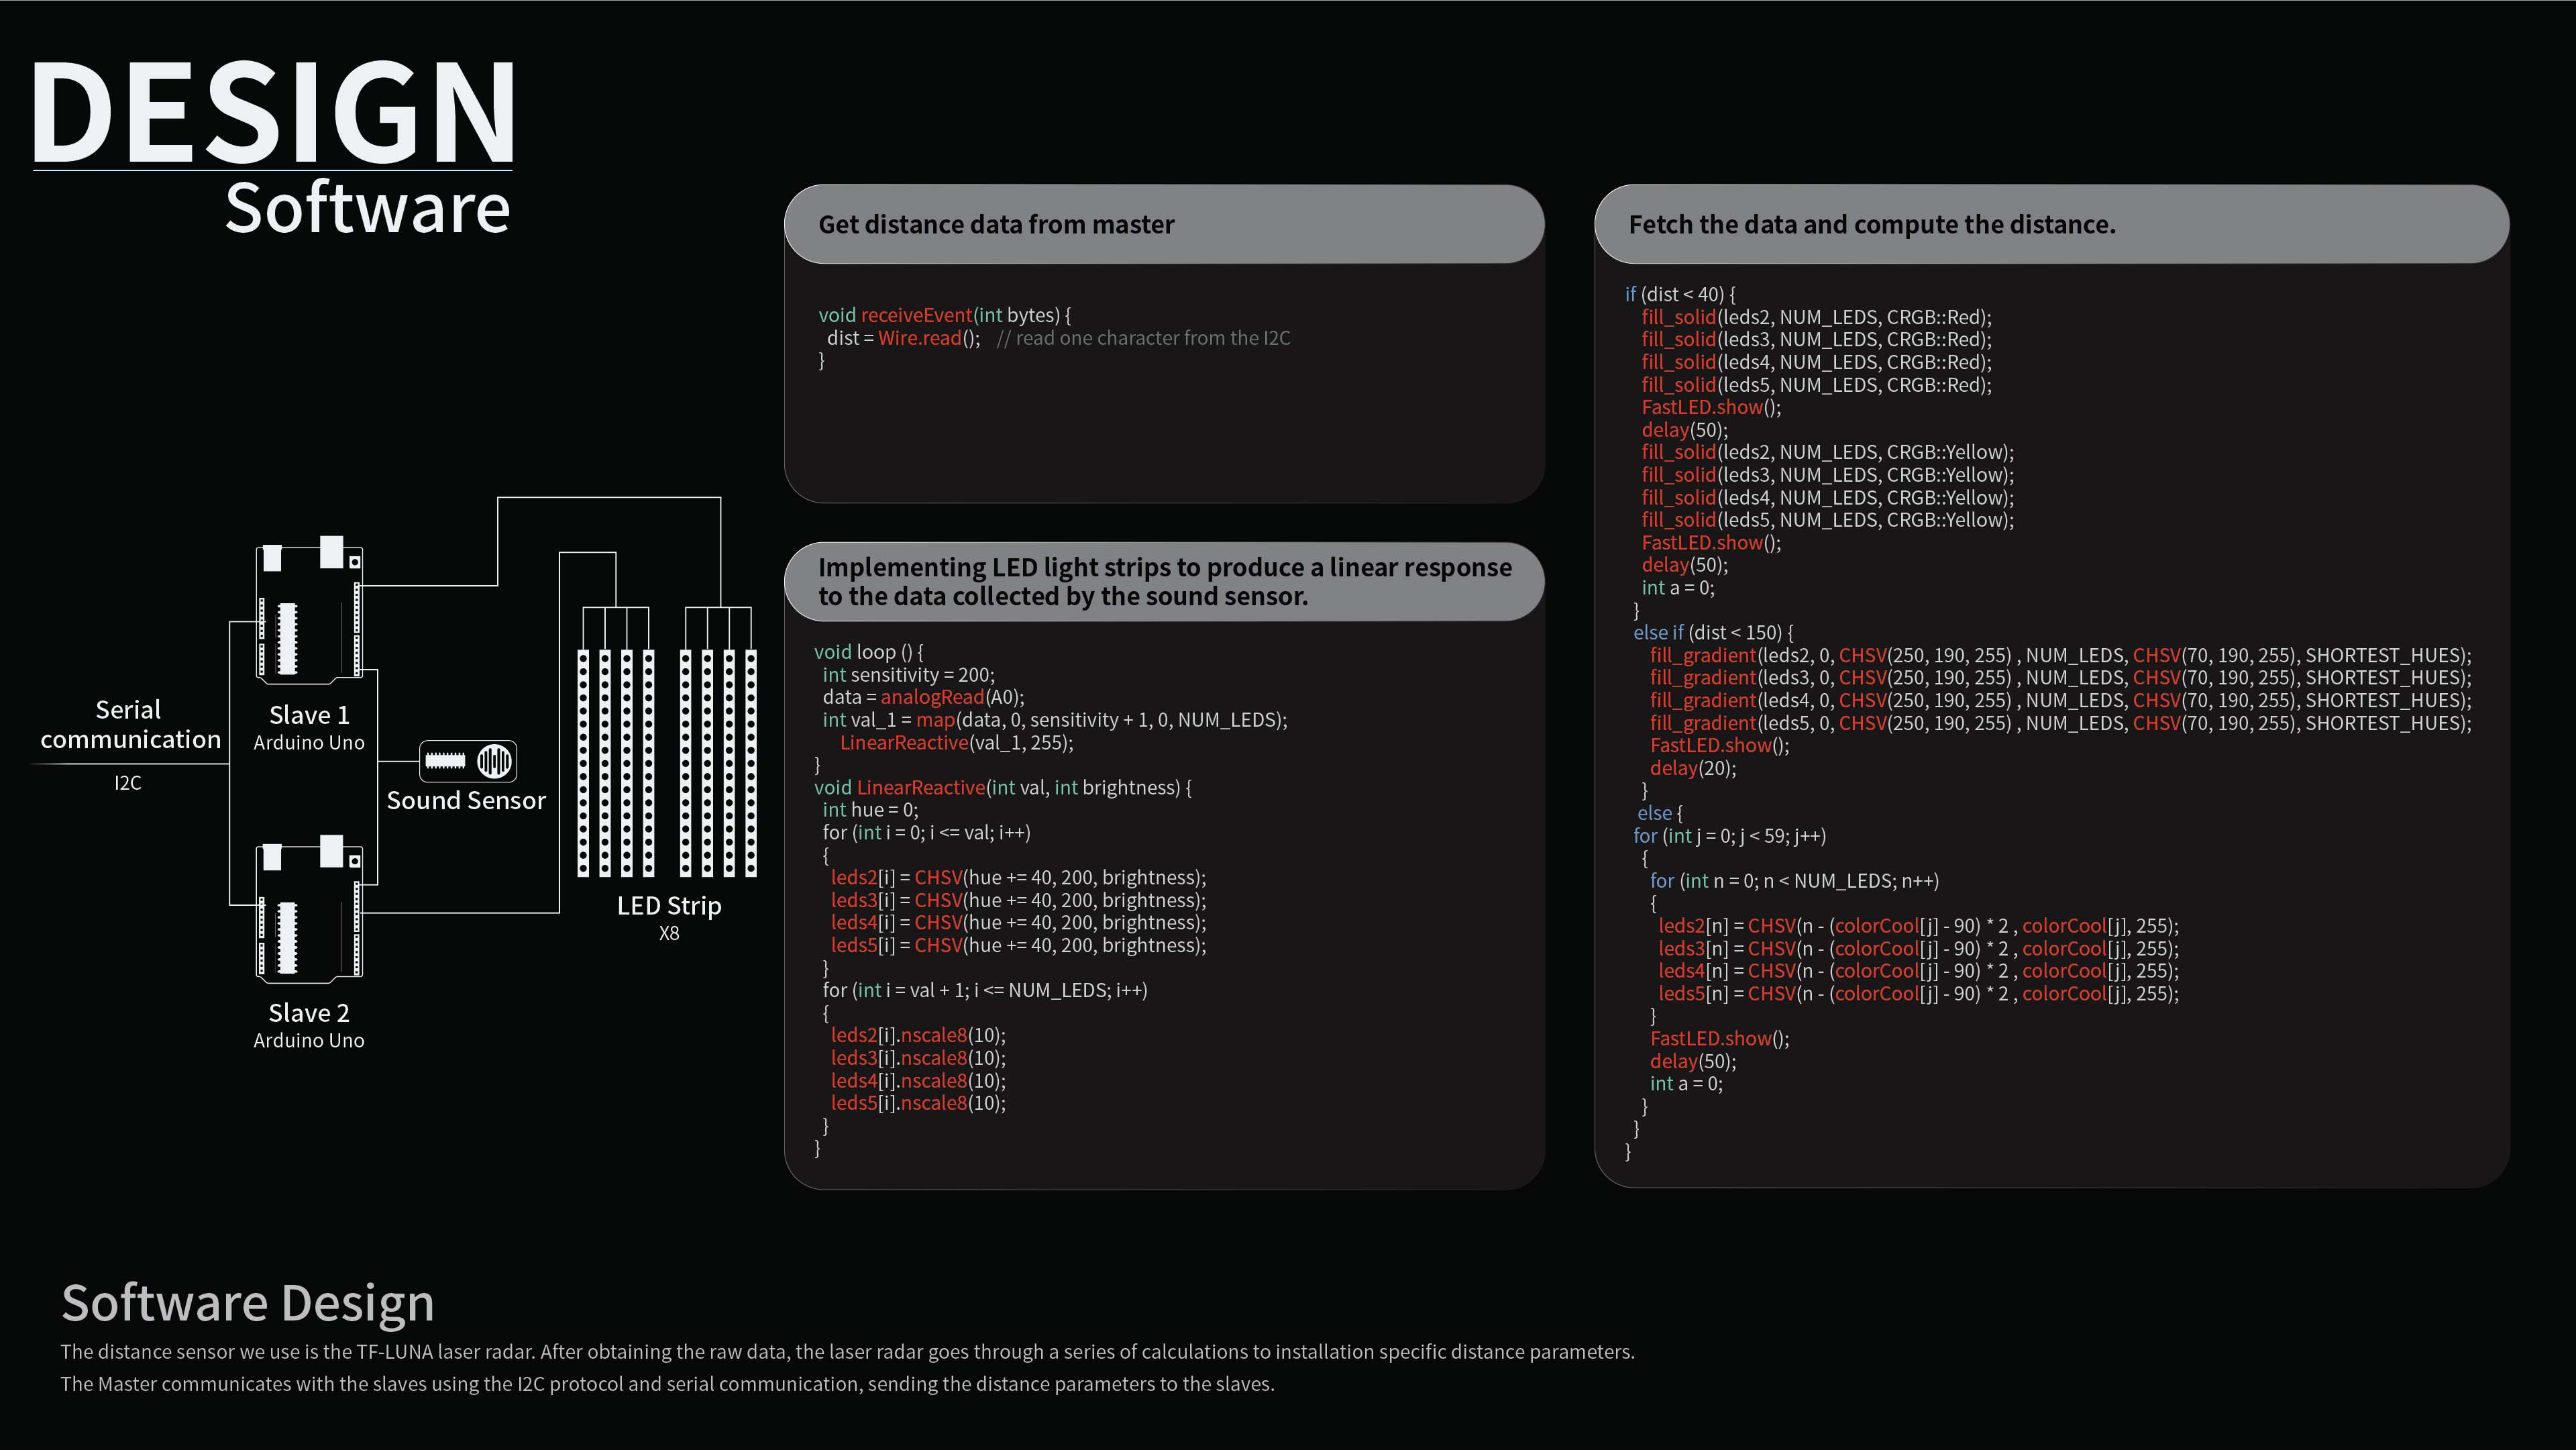 DESIGN
Software
Serial
communication
I2C
Slave 1
Arduino Uno
Sound Sensor
Slave 2
Arduino Uno
LED Strip
X8
Get distance data from master
void receiveEvent(int bytes) {
dist = Wire.read(); // read one character from the I2C
}
Implementing LED light strips to produce a linear response
to the data collected by the sound sensor.
void loop () {
int sensitivity = 200;
data = analogRead(A0);
int val_1 = map(data, 0, sensitivity + 1, 0, NUM_LEDS);
LinearReactive(val_1, 255);
}
void LinearReactive(int val, int brightness) {
int hue = 0;
for (int i = 0; i <= val; i++)
{
leds2[i] = CHSV(hue += 40, 200, brightness);
leds3[i] = CHSV(hue += 40, 200, brightness);
leds4[i] = CHSV(hue += 40, 200, brightness);
leds5[i] = CHSV(hue += 40, 200, brightness);
}
for (int i = val + 1; i <= NUM_LEDS; i++)
{
leds2[i].nscale8(10);
leds3[i].nscale8(10);
leds4[i].nscale8(10);
leds5[i].nscale8(10);
}
}
Fetch the data and compute the distance.
if (dist < 40) {
fill_solid(leds2, NUM_LEDS, CRGB::Red);
fill_solid(leds3, NUM_LEDS, CRGB::Red);
fill_solid(leds4, NUM_LEDS, CRGB::Red);
fill_solid(leds5, NUM_LEDS, CRGB::Red);
FastLED.show();
delay(50);
fill_solid(leds2, NUM_LEDS, CRGB::Yellow);
fill_solid(leds3, NUM_LEDS, CRGB::Yellow);
fill_solid(leds4, NUM_LEDS, CRGB::Yellow);
fill_solid(leds5, NUM_LEDS, CRGB::Yellow);
FastLED.show();
delay(50);
int a = 0;
}
else if (dist < 150) {
fill_gradient(leds2, 0, CHSV(250, 190, 255) , NUM_LEDS, CHSV(70, 190, 255), SHORTEST_HUES);
fill_gradient(leds3, 0, CHSV(250, 190, 255) , NUM_LEDS, CHSV(70, 190, 255), SHORTEST_HUES);
fill_gradient(leds4, 0, CHSV(250, 190, 255) , NUM_LEDS, CHSV(70, 190, 255), SHORTEST_HUES);
fill_gradient(leds5, 0, CHSV(250, 190, 255) , NUM_LEDS, CHSV(70, 190, 255), SHORTEST_HUES);
FastLED.show();
delay(20);
}
else {
for (int j = 0; j < 59; j++)
{
for (int n = 0; n < NUM_LEDS; n++)
{
leds2[n] = CHSV(n - (colorCool[j] - 90) * 2 , colorCool[j], 255);
leds3[n] = CHSV(n - (colorCool[j] - 90) * 2 , colorCool[j], 255);
leds4[n] = CHSV(n - (colorCool[j] - 90) * 2 , colorCool[j], 255);
leds5[n] = CHSV(n - (colorCool[j] - 90) * 2 , colorCool[j], 255);
}
FastLED.show();
delay(50);
int a = 0;
}
}
}
Software Design
The distance sensor we use is the TF-LUNA laser radar. After obtaining the raw data, the laser radar goes through a series of calculations to installation specific distance parameters.
The Master communicates with the slaves using the I2C protocol and serial communication, sending the distance parameters to the slaves.